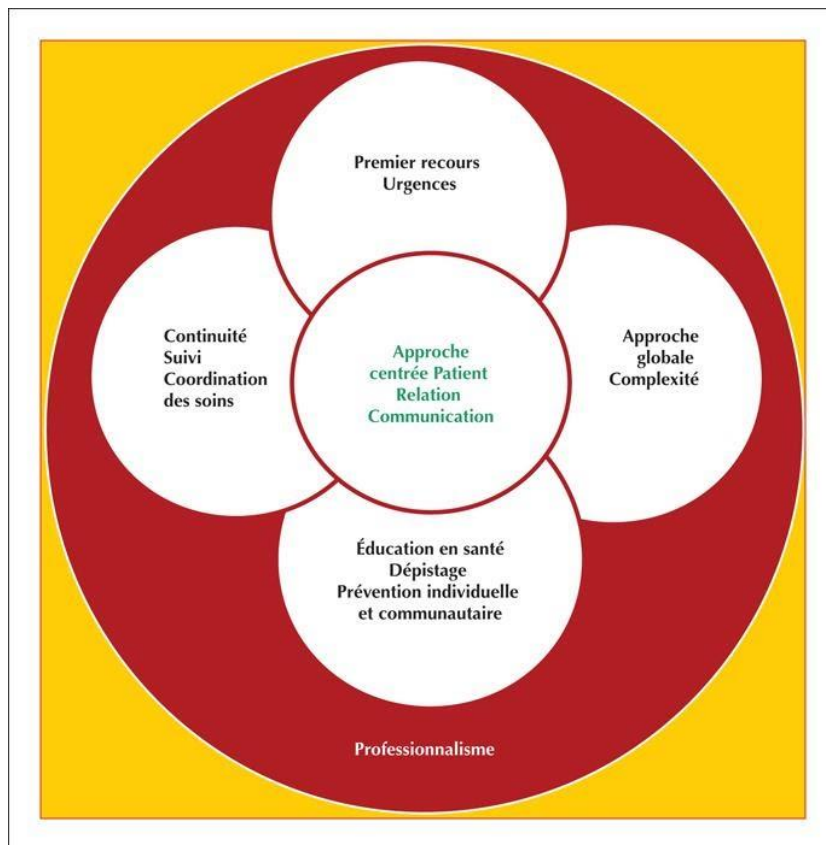 Premier recours
Urgences
Continuité
Suivi
Coordination
des soins
Approche
centrée Patient
Relation
Communication
Approche
globale
Complexité
Éducation en santé
Dépistage
Prévention individuelle
et communautaire
Professionnalisme